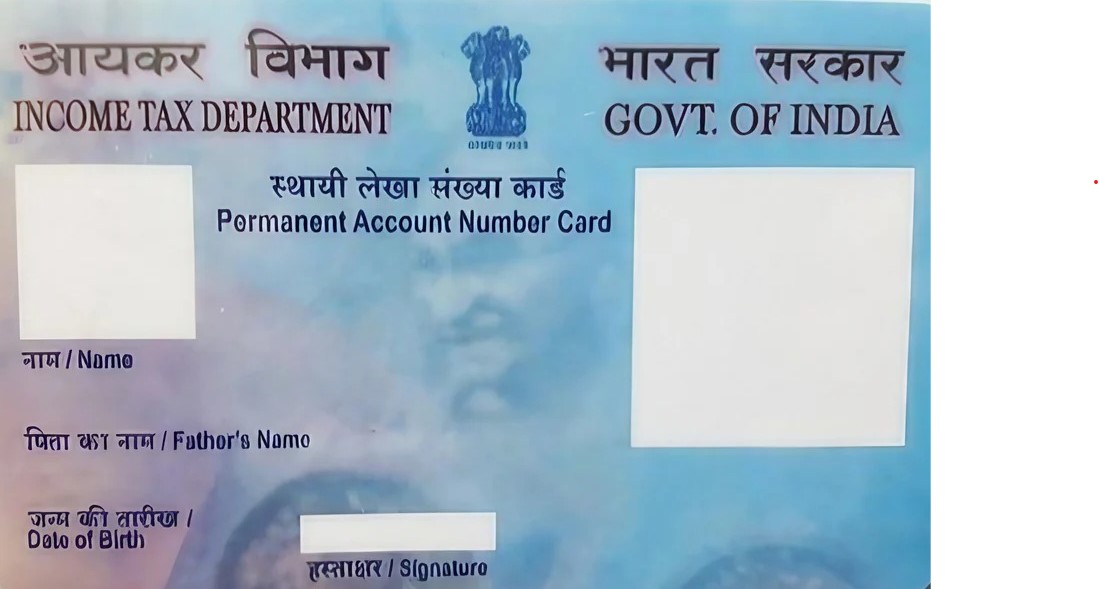 आयकर विभाग
INCOME TAX DEPARTMENT
भारत सरकार
GOVT. OF INDIA
स्थायी लेखा संख्या कार्ड
Permanent Account Number Card
नाम / Name
पिता का नाम / Father's Name
जन्म की तारीख /
Date of Birth
हस्ताक्षर / Signature